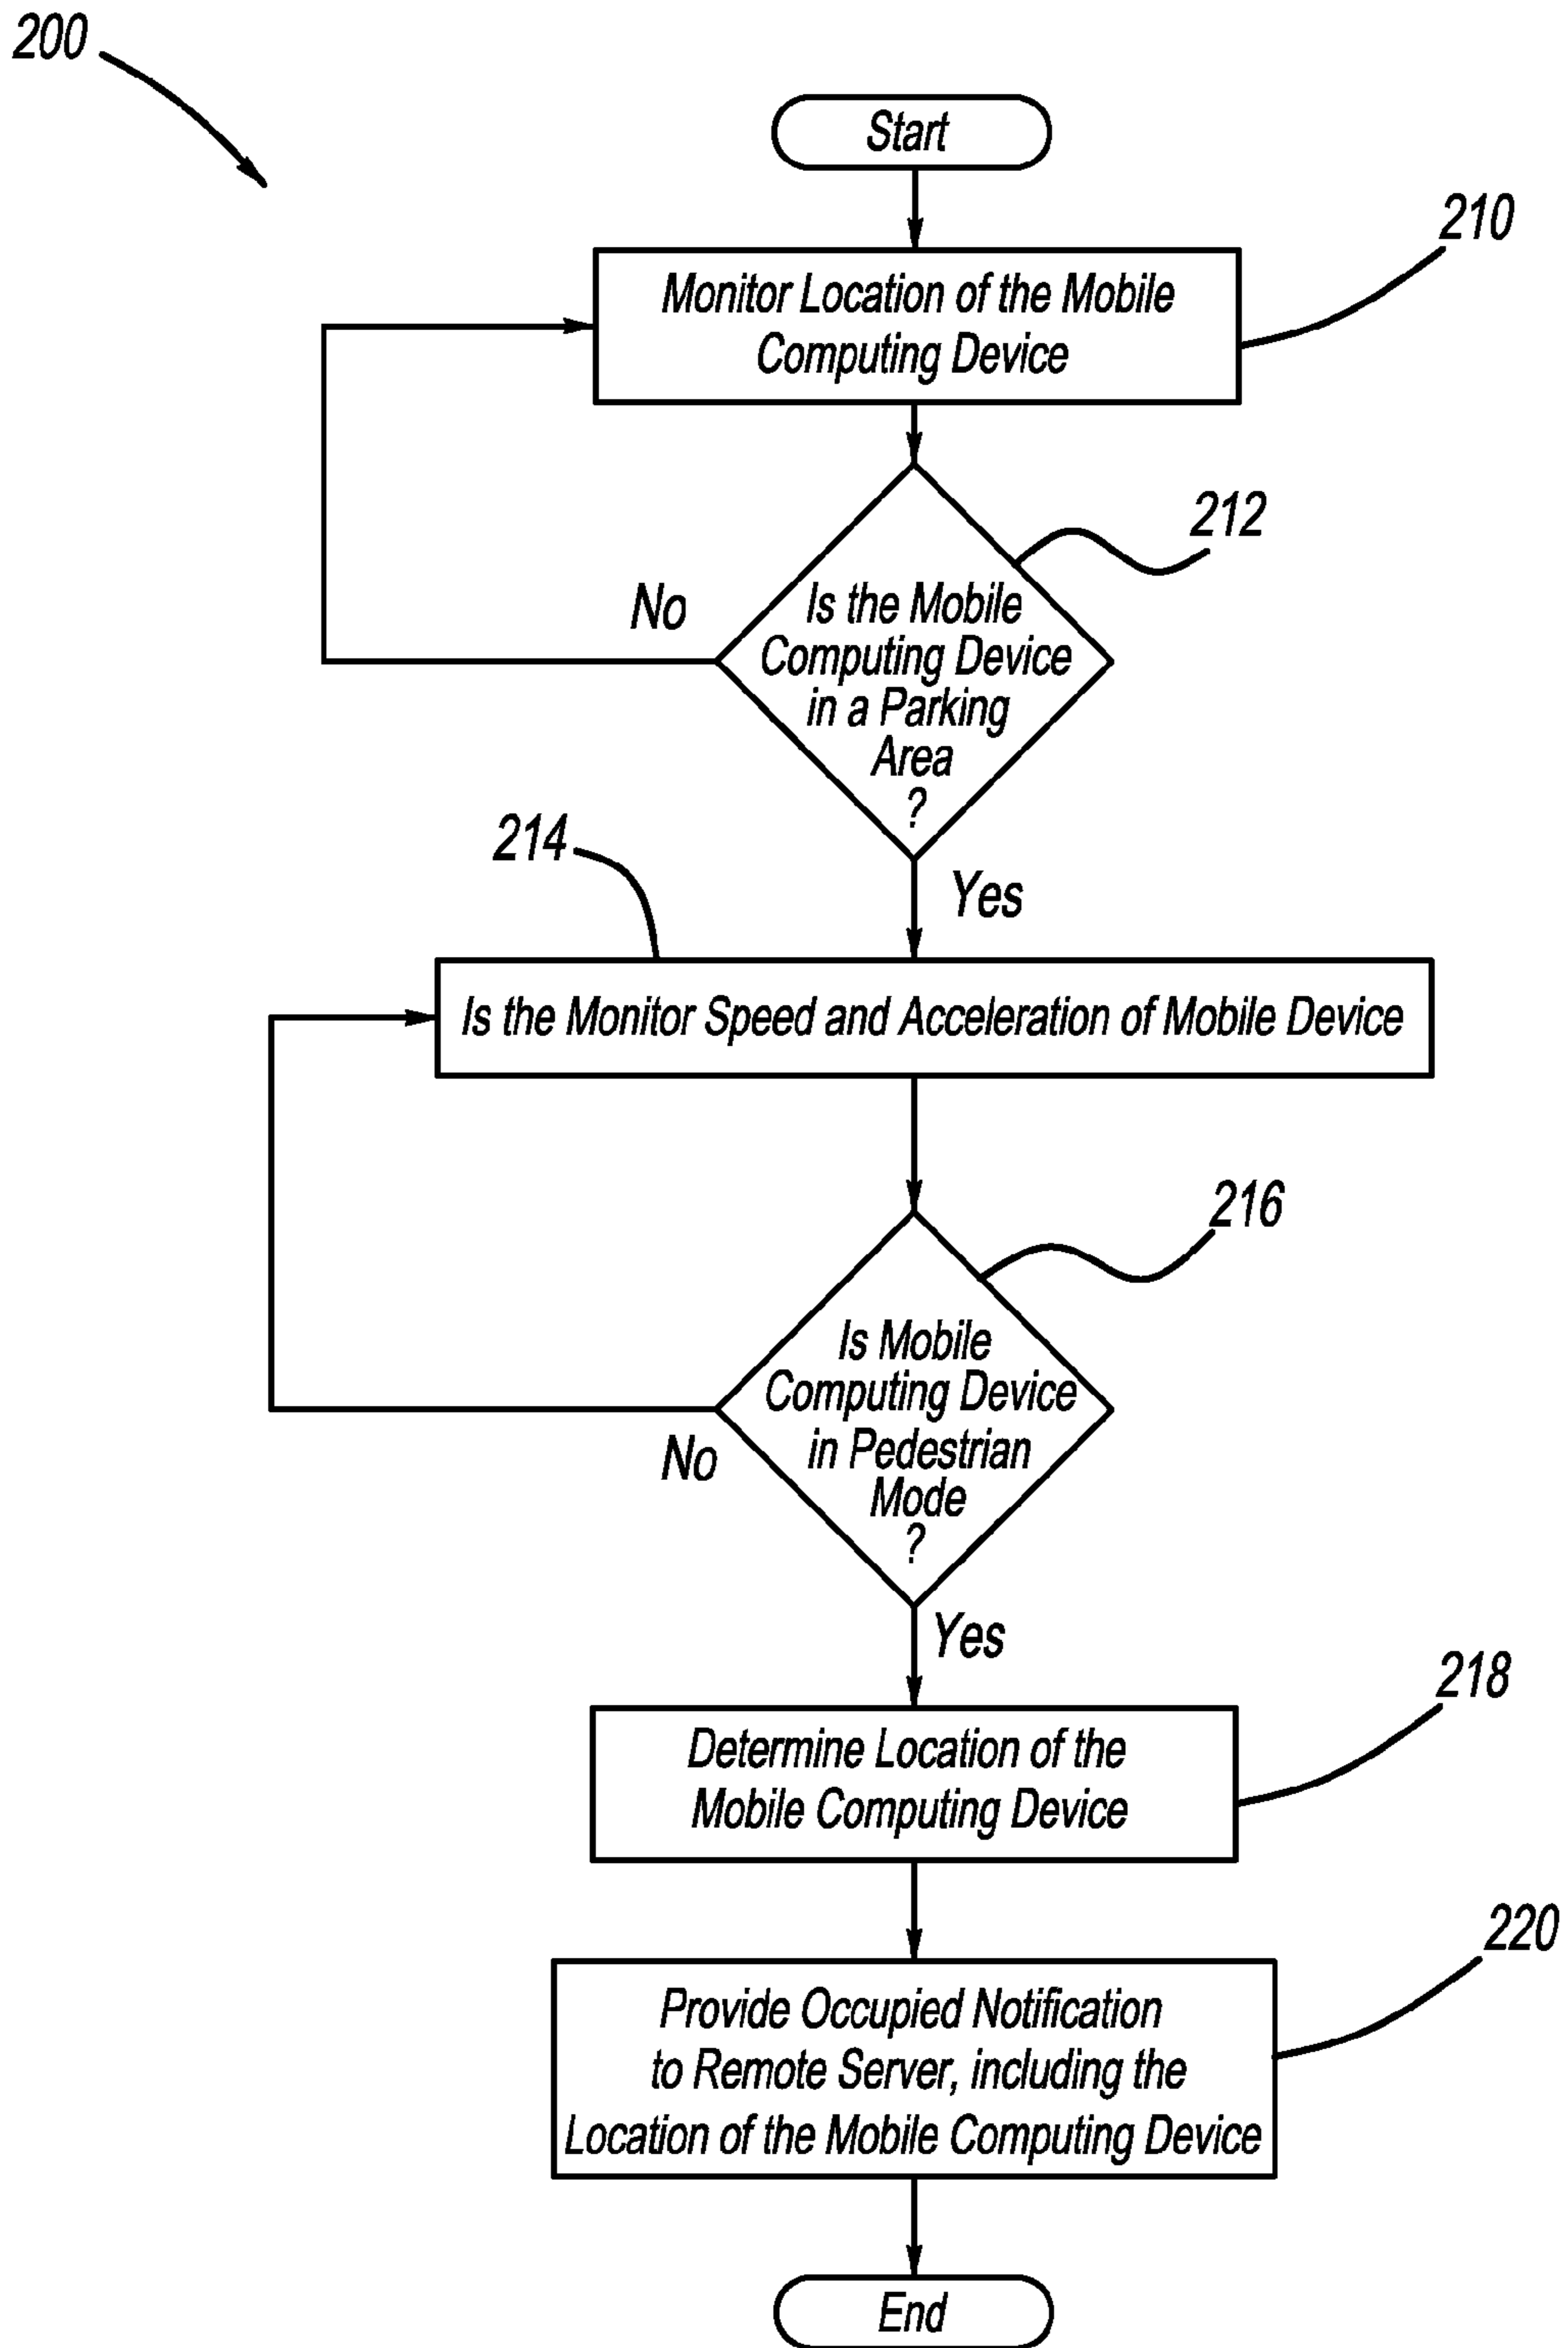 200
Start
210
Monitor Location of the Mobile
Computing Device
212
No
Is the Mobile
Computing Device
in a Parking
Area
?
214
Yes
Is the Monitor Speed and Acceleration of Mobile Device
216
Is Mobile
Computing Device
in Pedestrian
Mode
?
No
Yes
218
Determine Location of the
Mobile Computing Device
220
Provide Occupied Notification
to Remote Server, including the
Location of the Mobile Computing Device
End